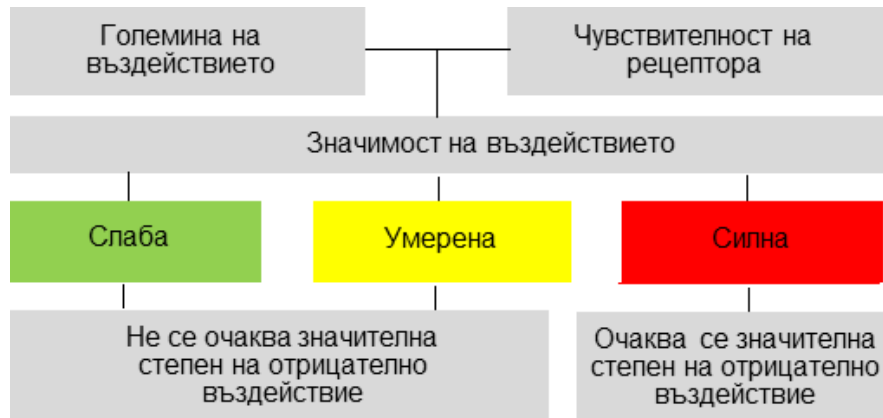 Големина на
въздействието
Чувствителност на
рецептора
Значимост на въздействието
Слаба
Умерена
Силна
Не се очаква значителна
степен на отрицателно
въздействие
Очаква се значителна
степен на отрицателно
въздействие